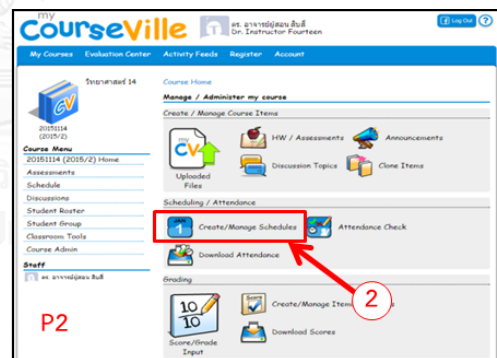 my
CourseVille
ดร. อาจารย์ผู้สอน สิบสี่
Dr. Instructor Fourteen
Log Out ?
My Courses Evaluation Center Activity Feeds Register Account
วิทยาศาสตร์ 14
CV
20151114
(2015/2)
Course Menu
20151114 (2015/2) Home
Assessments
Schedule
Discussions
Student Roster
Student Group
Classroom Tools
Course Admin
Staff
ดร. อาจารย์ผู้สอน สิบสี่
P2
Course Home
Manage / Administer my course
Create / Manage Course Items
my
CV
Uploaded
Files
HW / Assessments
Announcements
Discussion Topics
Clone Items
Scheduling / Attendance
JAN
1
Create/Manage Schedules
Attendance Check
Download Attendance
2
Grading
10
10
Score/Grade
Input
Score
Create/Manage
Download Scores